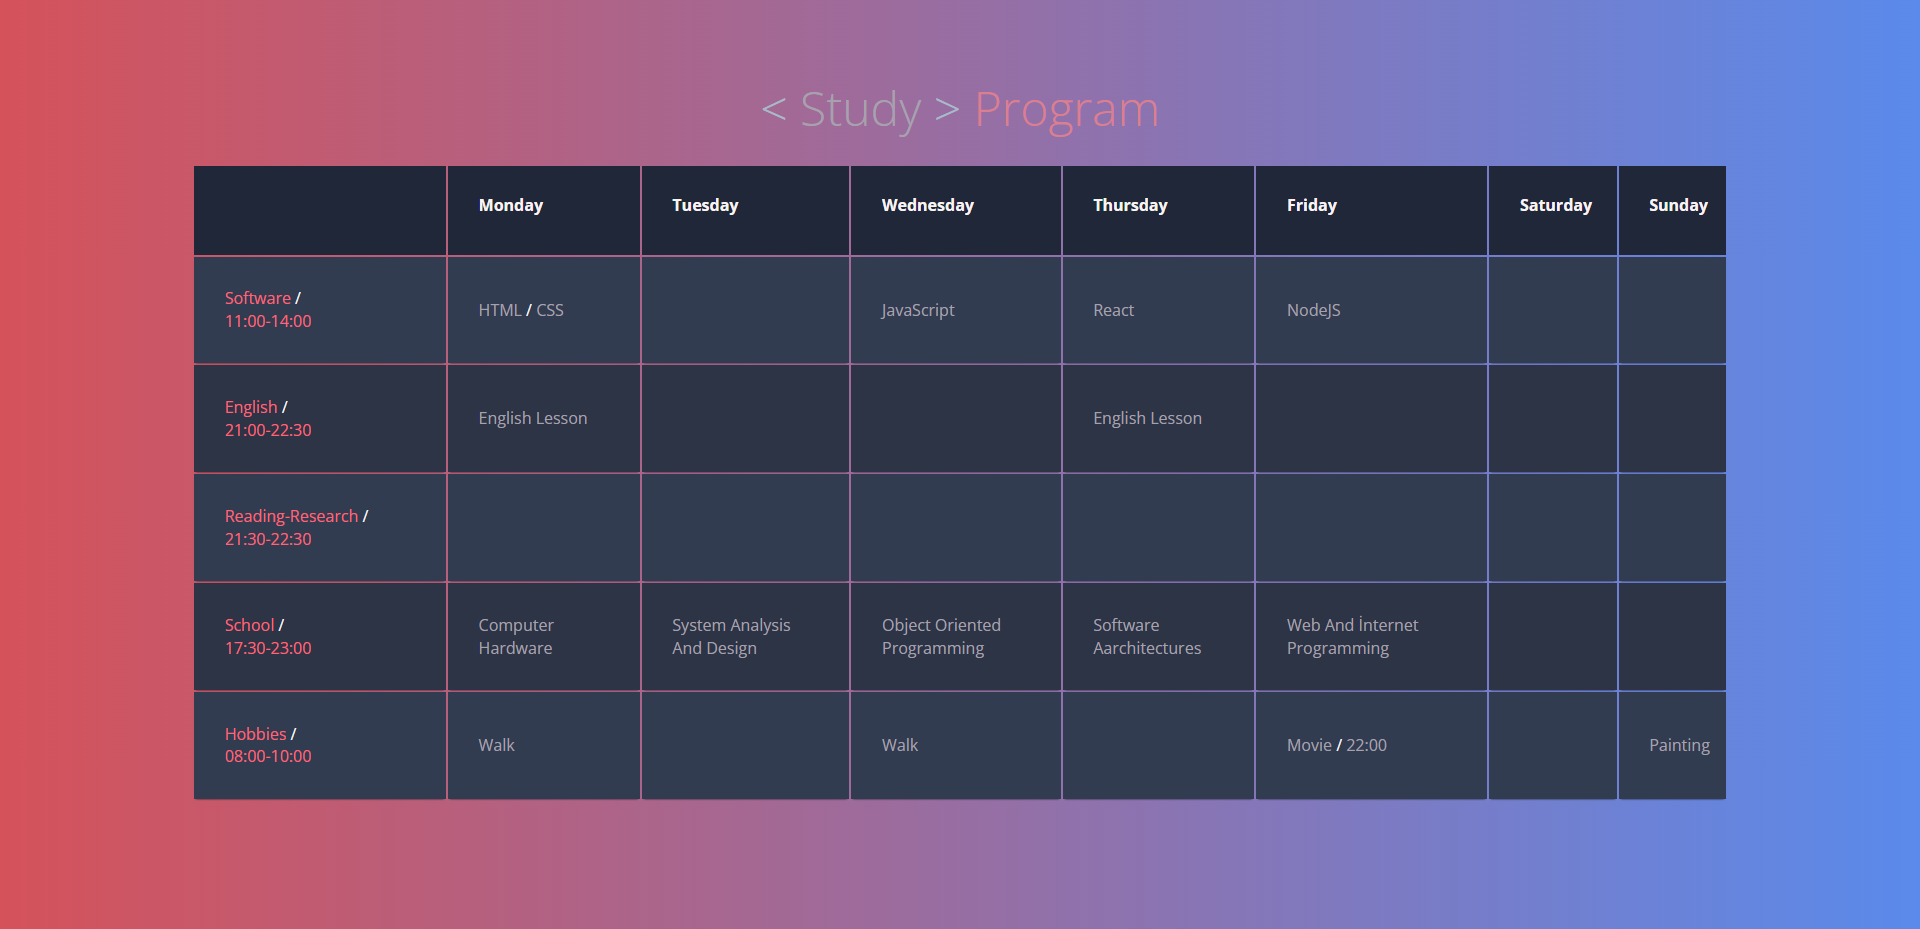 < Study > Program
Monday Tuesday Wednesday Thursday Friday Saturday Sunday
Software /
11:00-14:00
HTML / CSS
JavaScript
React
NodeJS
English /
21:00-22:30
English Lesson
English Lesson
Reading-Research /
21:30-22:30
School /
17:30-23:00
Computer
Hardware
System Analysis
And Design
Object Oriented
Programming
Software
Aarchitectures
Web And İnternet
Programming
Hobbies /
08:00-10:00
Walk
Walk
Movie / 22:00
Painting